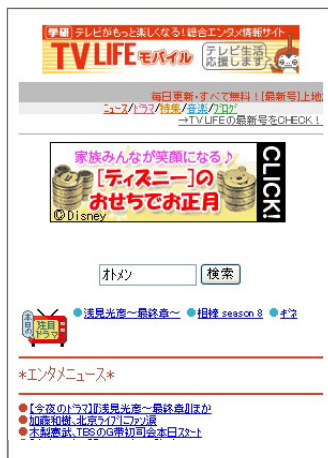 [学研]テレビがもっと楽しくなる!総合エンタメ情報サイト
TV LIFE モバイル
テレビ生活
応援します
毎日更新・すべて無料!【最新号】上地
ニュース/ドラマ/特集/音楽/ブログ
→TV LIFEの最新号をCHECK!
家族みんなが笑顔になる♪
[ディズニー]の
おせちでお正月
©Disney
CLICK!
オトメン
検索
本日の
注目
ドラマ
浅見光彦~最終章~
相棒 season 8
ギネ
*エンタメニュース*
【今夜のドラマ】『浅見光彦~最終章』ほか
加藤和樹、北京ライブにファン涙
木梨憲武、TBSのG帯初司会本日スタート